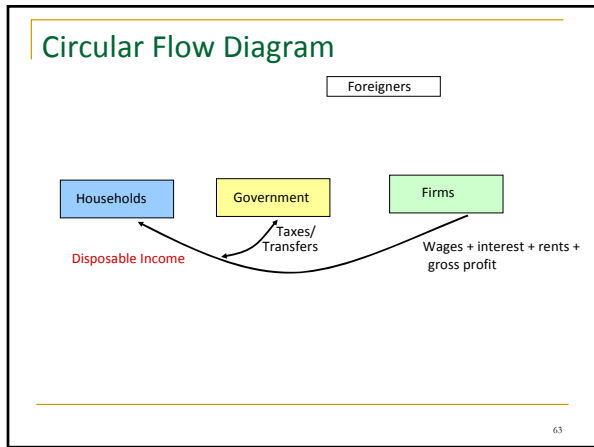 Circular Flow Diagram
Foreigners
Households
Government
Firms
Taxes/
Transfers
Disposable Income
Wages + interest + rents +
gross profit
63